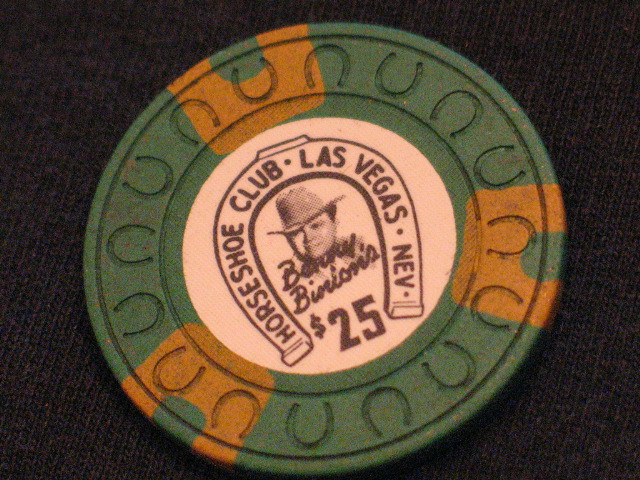 HORSESHOE CLUB · LAS VEGAS · NEV.
Benny
Binion's
$25